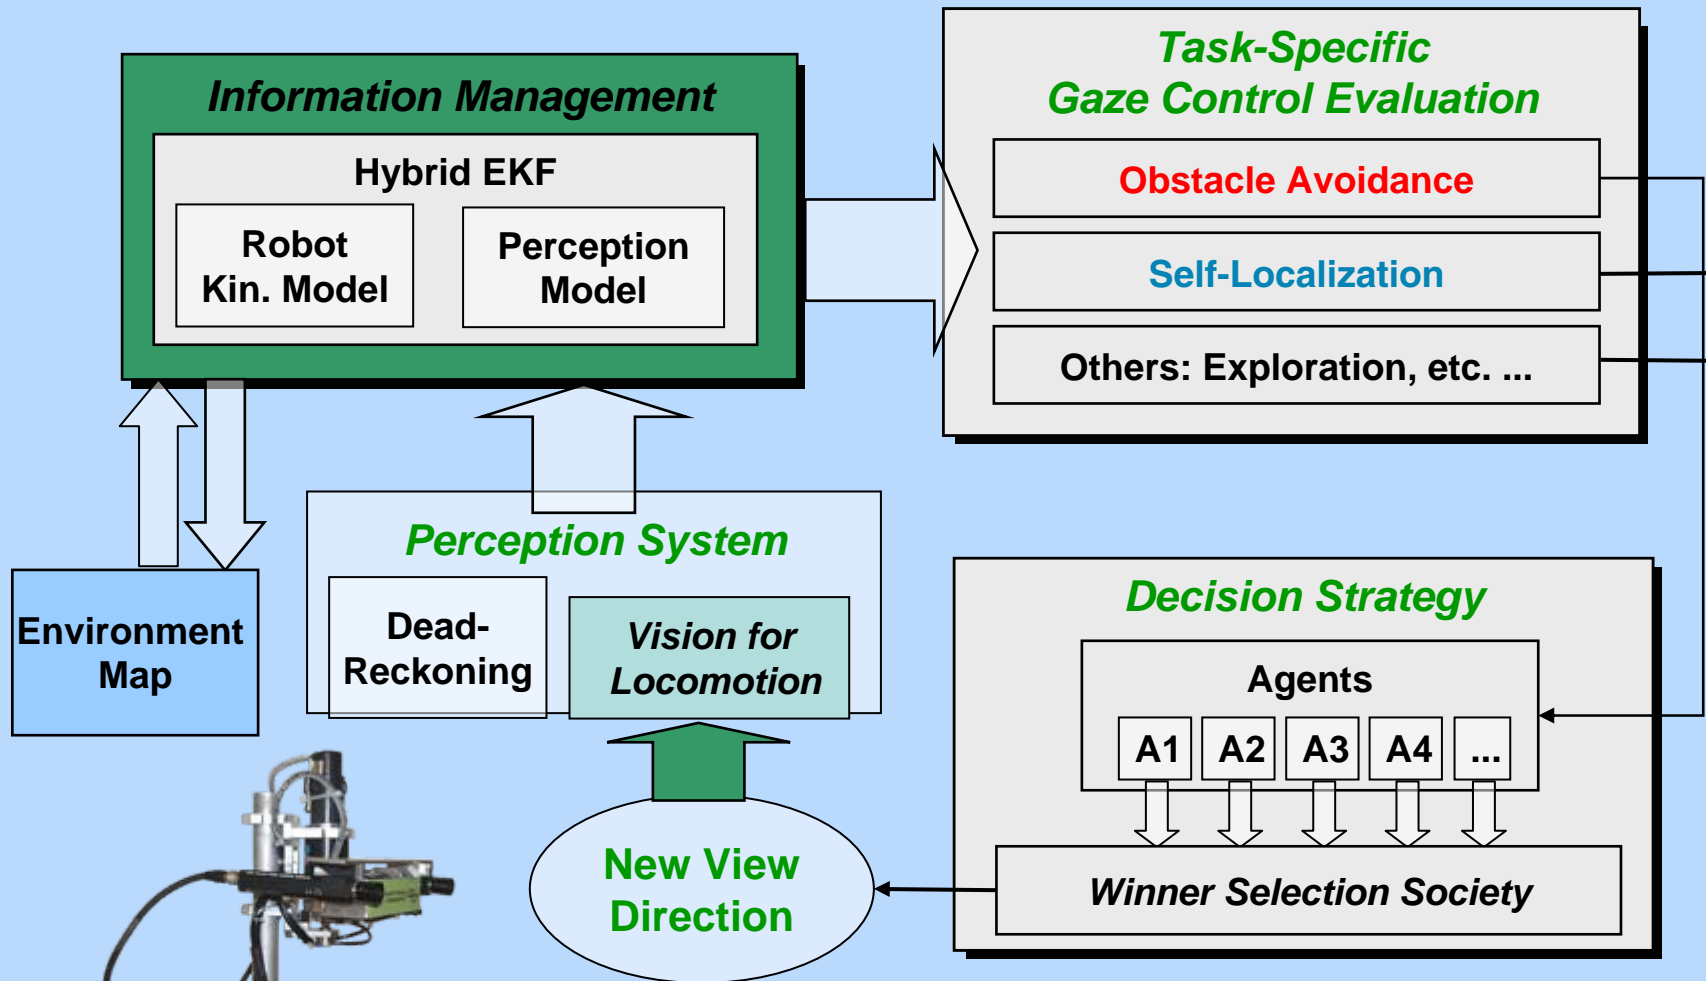 Information Management
Hybrid EKF
Robot
Kin. Model
Perception
Model
Task-Specific
Gaze Control Evaluation
Obstacle Avoidance
Self-Localization
Others: Exploration, etc. ...
Perception System
Dead-
Reckoning
Vision for
Locomotion
Environment
Map
Decision Strategy
Agents
A1
A2
A3
A4
...
Winner Selection Society
New View
Direction